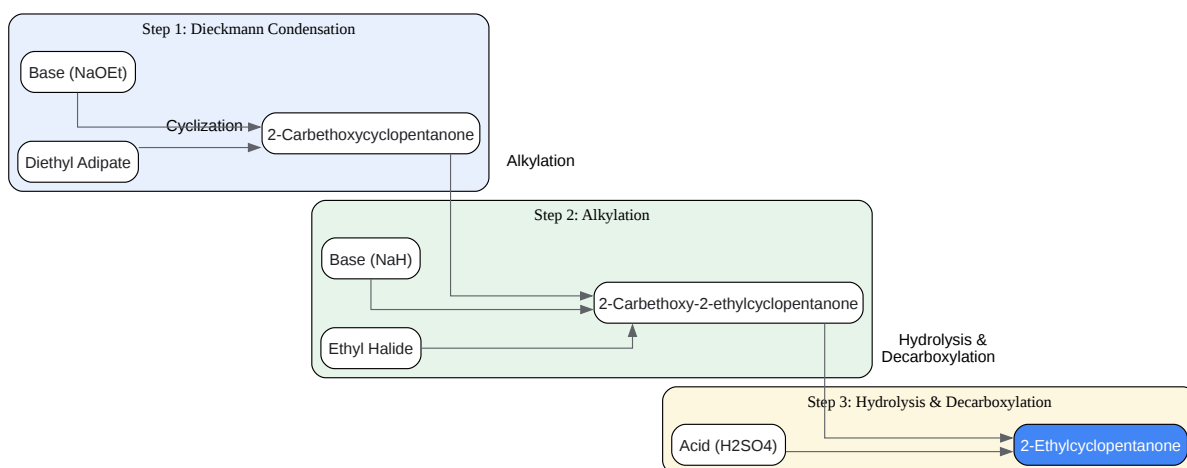 Step 1: Dieckmann Condensation
Base (NaOEt)
Cyclization
2-Carbethoxycyclopentanone
Diethyl Adipate
Alkylation
Step 2: Alkylation
Base (NaH)
2-Carbethoxy-2-ethylcyclopentanone
Ethyl Halide
Hydrolysis &
Decarboxylation
Step 3: Hydrolysis & Decarboxylation
Acid (H2SO4)
2-Ethylcyclopentanone